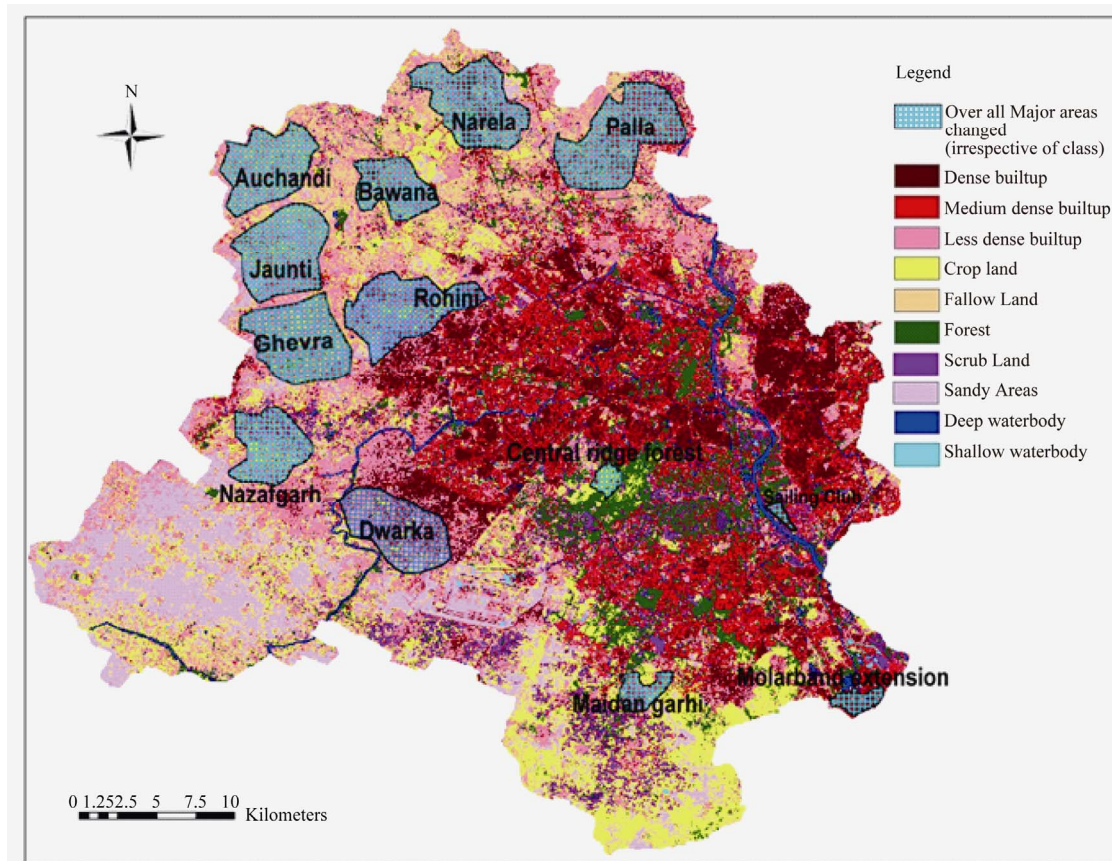 N
Legend
Over all Major areas
changed
(irrespective of class)
Dense builtup
Medium dense builtup
Less dense builtup
Crop land
Fallow Land
Forest
Scrub Land
Sandy Areas
Deep waterbody
Shallow waterbody
Narela
Palla
Auchandi
Bawana
Jaunti
Rohini
Ghevra
Central ridge forest
Nazafgarh
Sailing Club
Dwarka
Molarband extension
Maidan garhi
0 1.252.5 5 7.5 10
Kilometers